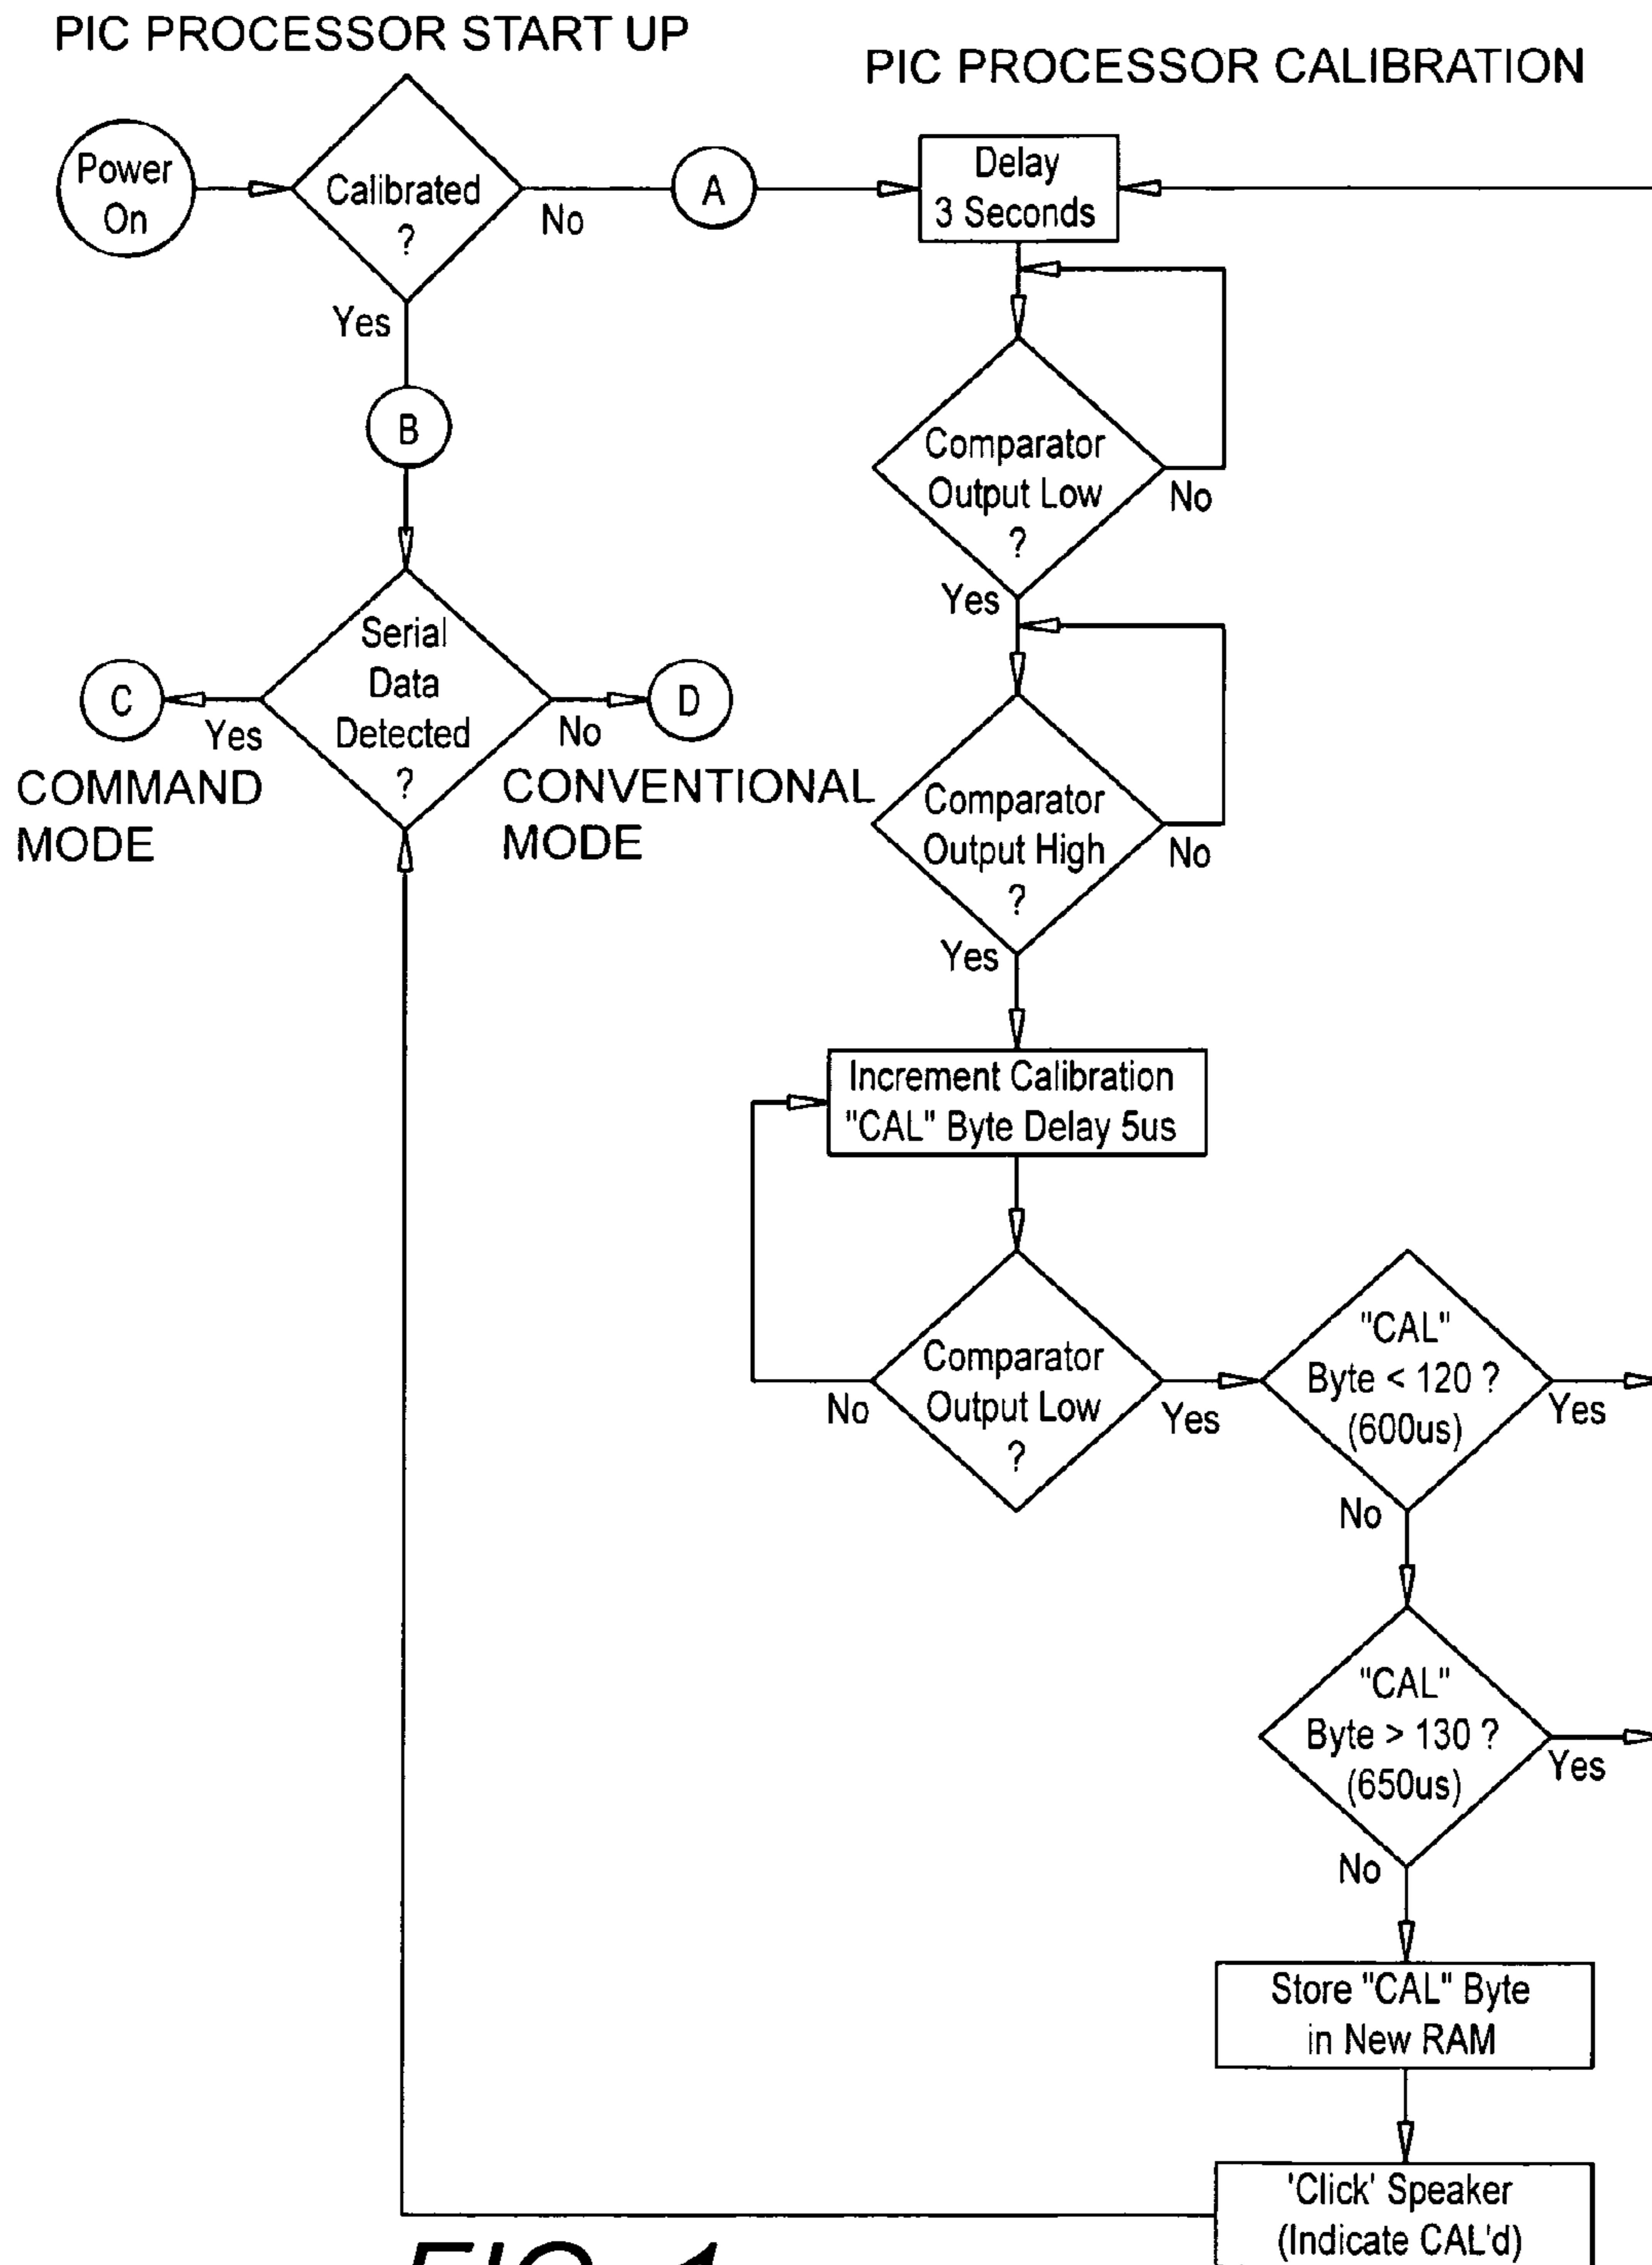 PIC PROCESSOR START UP
PIC PROCESSOR CALIBRATION
Power
On
Calibrated
?
No
A
Delay
3 Seconds
Yes
B
Comparator
Output Low
?
No
Yes
Serial
Data
Detected
?
C
Yes
COMMAND
MODE
No
D
CONVENTIONAL
MODE
Comparator
Output High
?
No
Yes
Increment Calibration
"CAL" Byte Delay 5us
Comparator
Output Low
?
No
Yes
"CAL"
Byte < 120 ?
(600us)
Yes
No
"CAL"
Byte > 130 ?
(650us)
Yes
No
Store "CAL" Byte
in New RAM
'Click' Speaker
(Indicate CAL'd)
FIG. 1